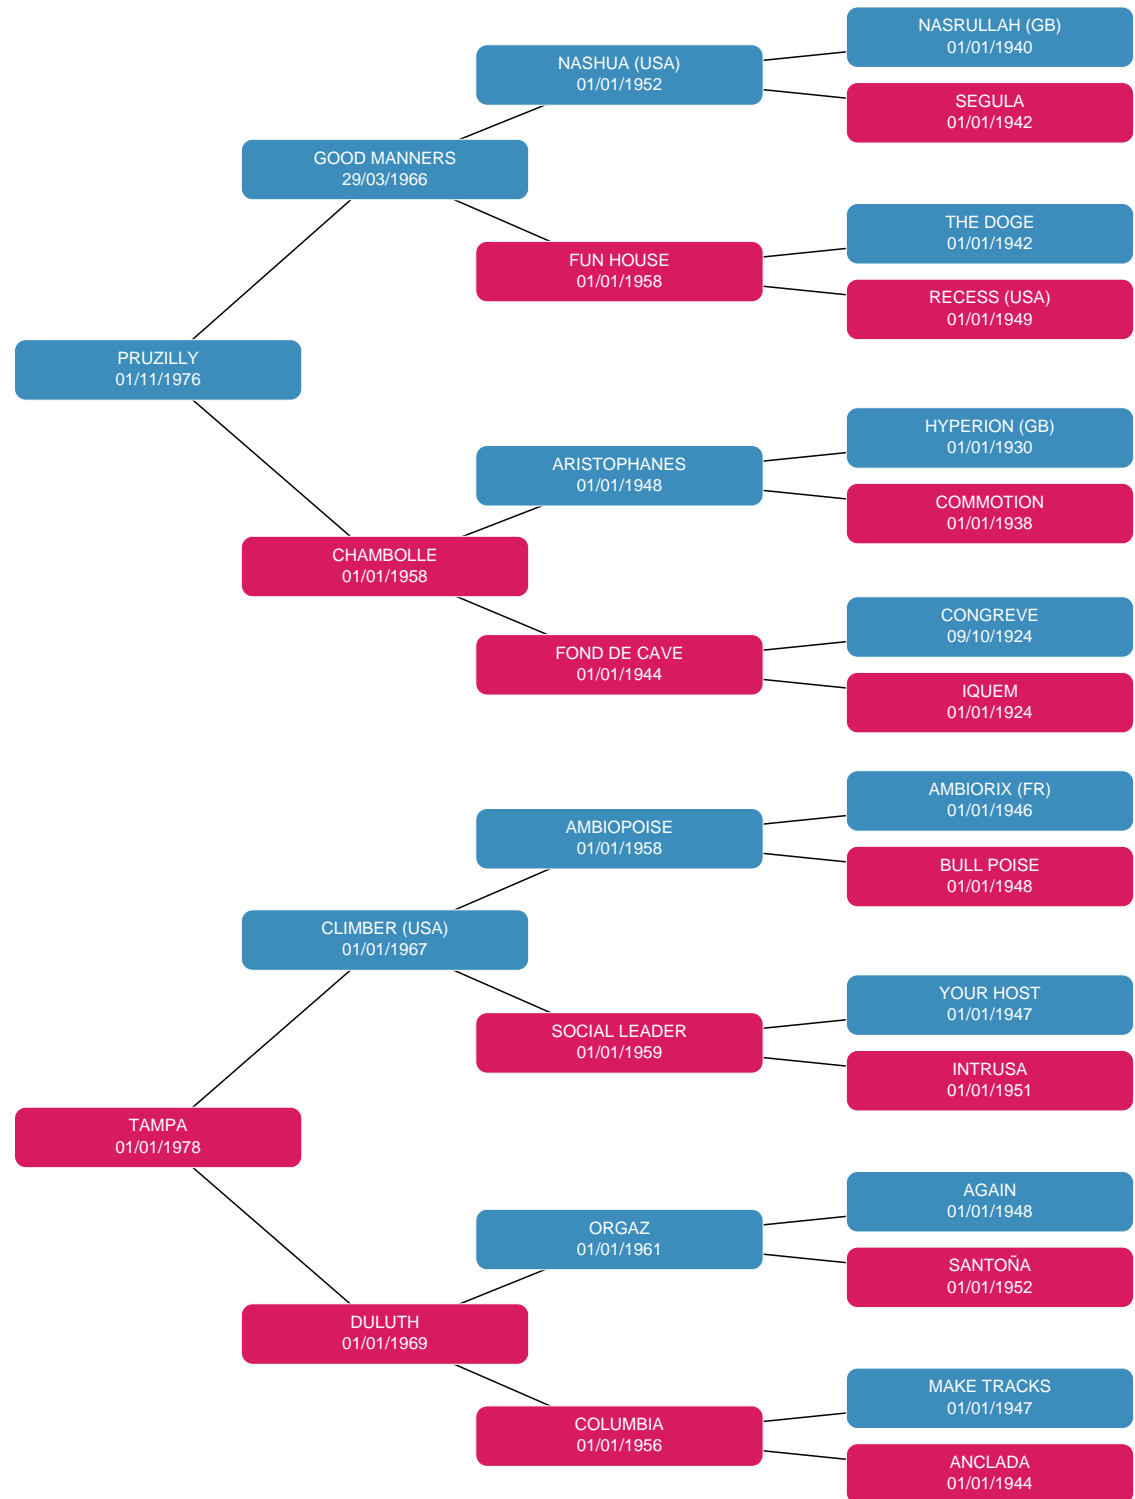 NASRULLAH (GB)
01/01/1940
NASHUA (USA)
01/01/1952
SEGULA
01/01/1942
GOOD MANNERS
29/03/1966
THE DOGE
01/01/1942
FUN HOUSE
01/01/1958
RECESS (USA)
01/01/1949
PRUZILLY
01/11/1976
HYPERION (GB)
01/01/1930
ARISTOPHANES
01/01/1948
COMMOTION
01/01/1938
CHAMBOLLE
01/01/1958
CONGREVE
09/10/1924
FOND DE CAVE
01/01/1944
IQUEM
01/01/1924
AMBIORIX (FR)
01/01/1946
AMBIOPOISE
01/01/1958
BULL POISE
01/01/1948
CLIMBER (USA)
01/01/1967
YOUR HOST
01/01/1947
SOCIAL LEADER
01/01/1959
INTRUSA
01/01/1951
TAMPA
01/01/1978
AGAIN
01/01/1948
ORGAZ
01/01/1961
SANTOÑA
01/01/1952
DULUTH
01/01/1969
MAKE TRACKS
01/01/1947
COLUMBIA
01/01/1956
ANCLADA
01/01/1944